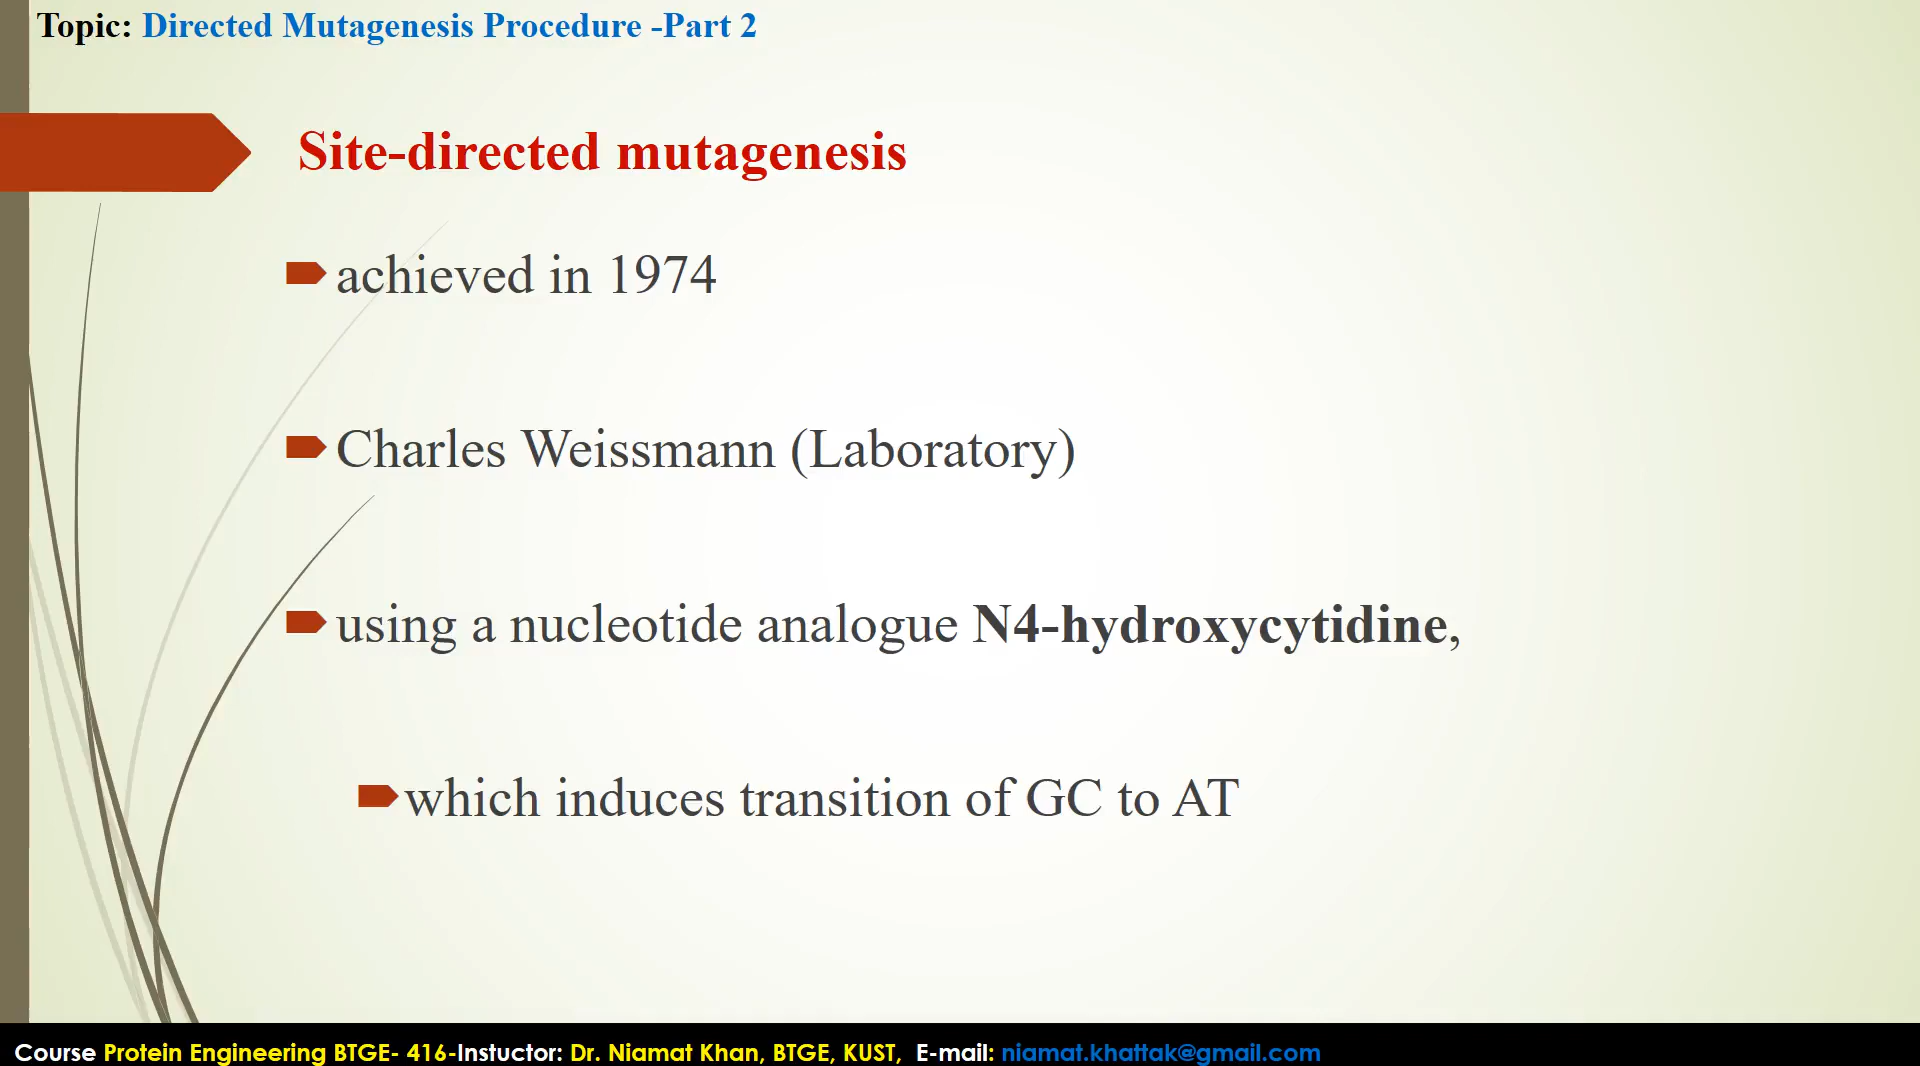 Topic: Directed Mutagenesis Procedure -Part 2
Site-directed mutagenesis
achieved in 1974
Charles Weissmann (Laboratory)
using a nucleotide analogue N4-hydroxycytidine,
which induces transition of GC to AT
Course Protein Engineering BTGE- 416-Instuctor: Dr. Niamat Khan, BTGE, KUST, E-mail: niamat.khattak@gmail.com